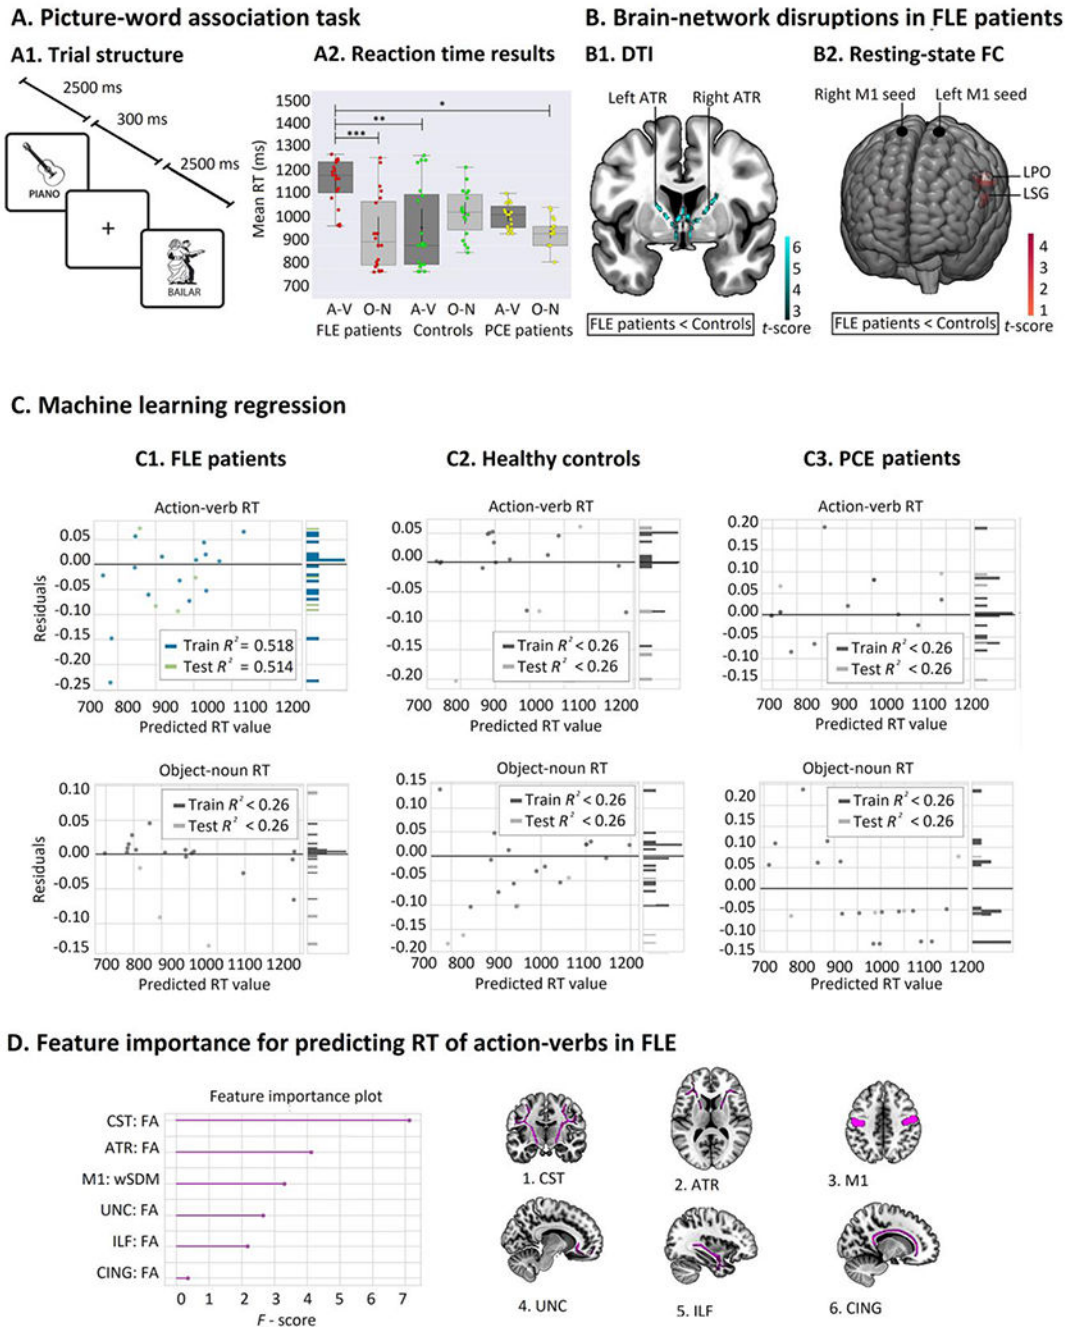 A. Picture-word association task
B. Brain-network disruptions in FLE patients
A1. Trial structure
A2. Reaction time results
B1. DTI
B2. Resting-state FC
2500 ms
300 ms
2500 ms
PIANO
+
BAILAR
Mean RT (ms)
1500
1400
1300
1200
1100
1000
900
800
700
***
**
*
A-V O-N A-V O-N A-V O-N
FLE patients Controls PCE patients
Left ATR Right ATR
6
5
4
3
t-score
FLE patients < Controls
Right M1 seed Left M1 seed
LPO
LSG
4
3
2
1
t-score
FLE patients < Controls
C. Machine learning regression
C1. FLE patients
C2. Healthy controls
C3. PCE patients
Action-verb RT
Residuals
0.05
0.00
-0.05
-0.10
-0.15
-0.20
-0.25
Train R² = 0.518
Test R² = 0.514
700 800 900 1000 1100 1200
Predicted RT value
Action-verb RT
0.05
0.00
-0.05
-0.10
-0.15
-0.20
Train R² < 0.26
Test R² < 0.26
700 800 900 1000 1100 1200
Predicted RT value
Action-verb RT
0.20
0.15
0.10
0.05
0.00
-0.05
-0.10
-0.15
Train R² < 0.26
Test R² < 0.26
700 800 900 1000 1100 1200
Predicted RT value
Object-noun RT
Residuals
0.10
0.05
0.00
-0.05
-0.10
-0.15
Train R² < 0.26
Test R² < 0.26
700 800 900 1000 1100 1200
Predicted RT value
Object-noun RT
0.15
0.10
0.05
0.00
-0.05
-0.10
-0.15
-0.20
Train R² < 0.26
Test R² < 0.26
700 800 900 1000 1100 1200
Predicted RT value
Object-noun RT
0.20
0.15
0.10
0.05
0.00
-0.05
0.10
-0.15
Train R² < 0.26
Test R² < 0.26
700 800 900 1000 1100 1200
Predicted RT value
D. Feature importance for predicting RT of action-verbs in FLE
Feature importance plot
CST: FA
ATR: FA
M1: wSDM
UNC: FA
ILF: FA
CING: FA
0 1 2 3 4 5 6 7
F - score
1. CST
2. ATR
3. M1
4. UNC
5. ILF
6. CING